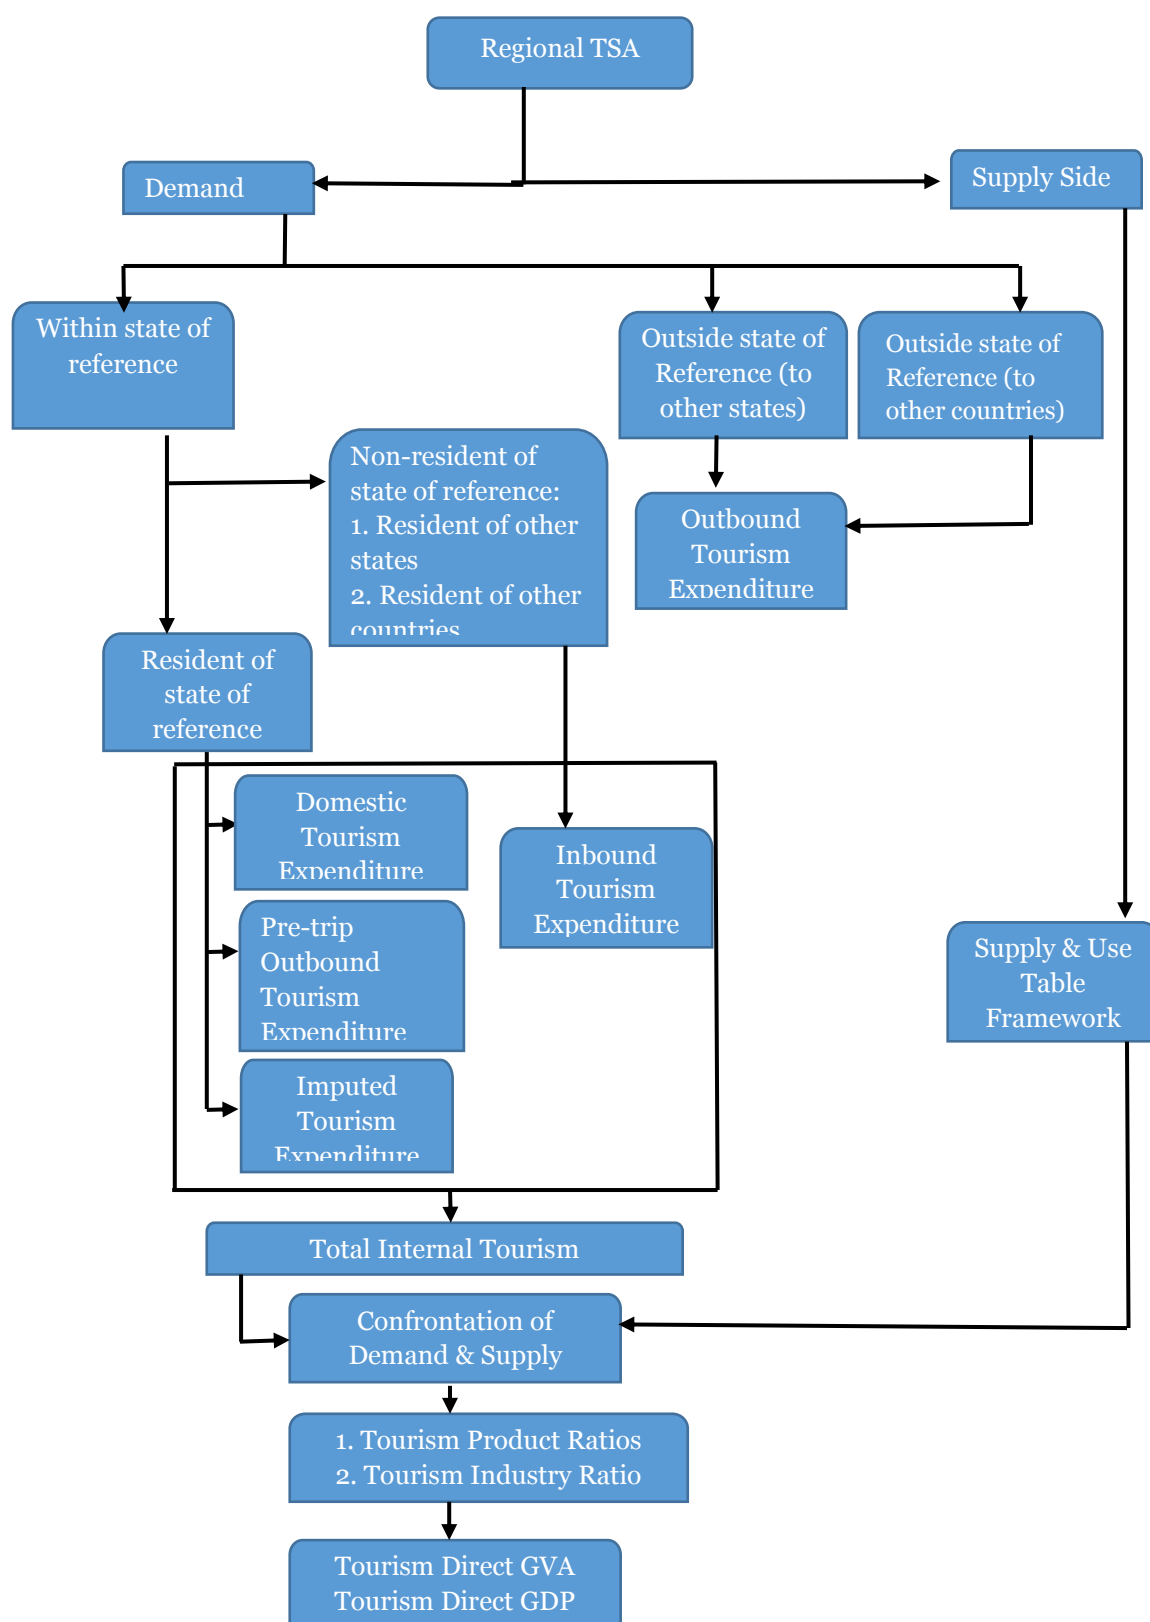 Regional TSA
Demand
Supply Side
Within state of
reference
Outside state of
Reference (to
other states)
Outside state of
Reference (to
other countries)
Non-resident of
state of reference:
1. Resident of other
states
2. Resident of other
countries
Outbound
Tourism
Expenditure
Resident of
state of
reference
Domestic
Tourism
Expenditure
Inbound
Tourism
Expenditure
Pre-trip
Outbound
Tourism
Expenditure
Supply & Use
Table
Framework
Imputed
Tourism
Expenditure
Total Internal Tourism
Confrontation of
Demand & Supply
1. Tourism Product Ratios
2. Tourism Industry Ratio
Tourism Direct GVA
Tourism Direct GDP